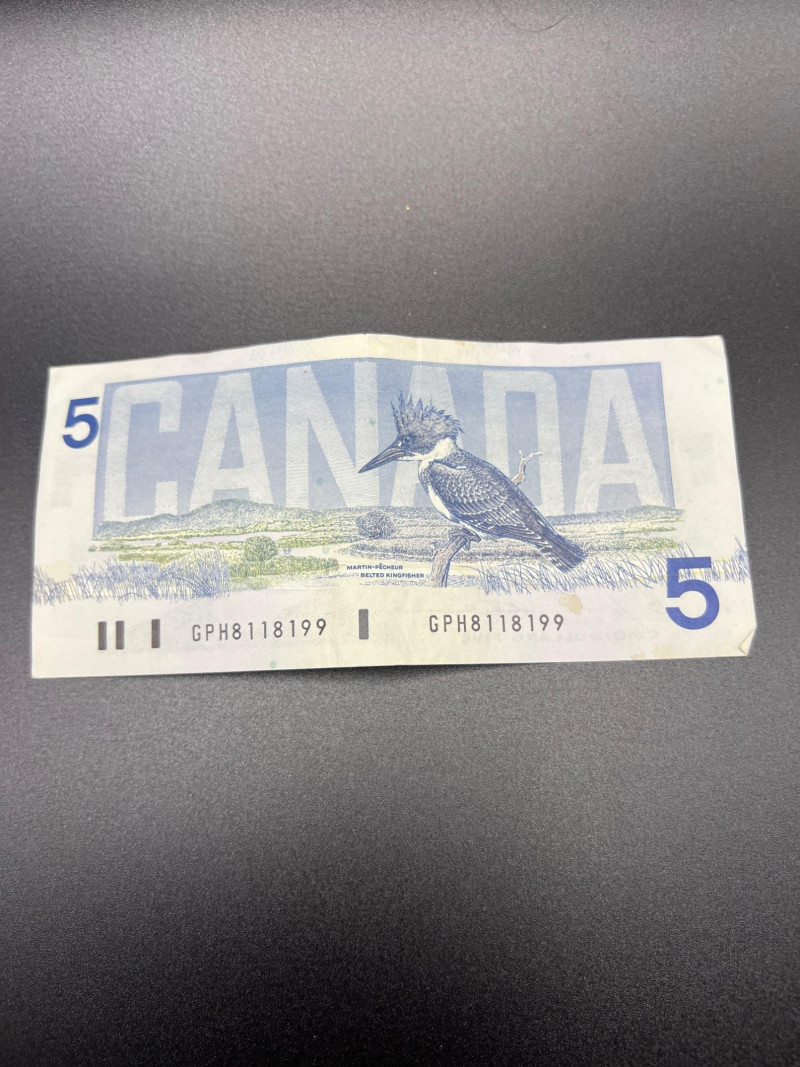 5
CANADA
MARTIN-PÊCHEUR
BELTED KINGFISHER
5
GPH8118199
GPH8118199